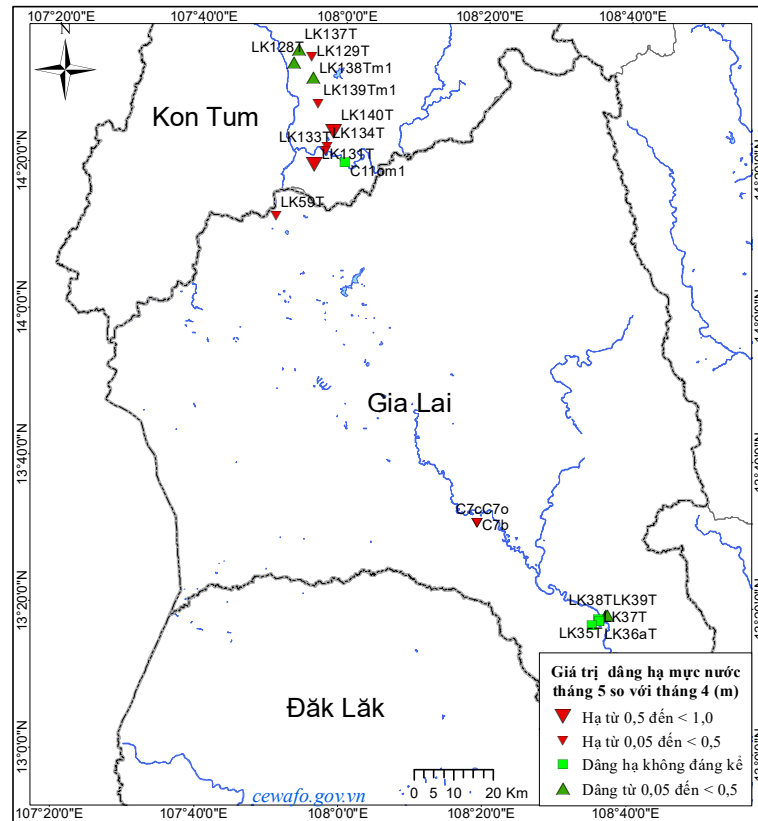 107°20'0"E 107°40'0"E 108°0'0"E 108°20'0"E 108°40'0"E
LK137T
LK128T LK129T
LK138Tm1
LK139Tm1
Kon Tum
LK140T
LK133T LK134T
LK131T
C11om1
14°20'0"N
LK59T
14°0'0"N
Gia Lai
13°40'0"N
C7cC7o
C7b
13°20'0"N
LK38T LK39T
LK37T
LK35T LK36aT
Đăk Lăk
13°0'0"N
Giá trị dâng hạ mực nước
tháng 5 so với tháng 4 (m)
Hạ từ 0,5 đến < 1,0
Hạ từ 0,05 đến < 0,5
Dâng hạ không đáng kể
Dâng từ 0,05 đến < 0,5
0 5 10 20 Km
cewafo.gov.vn
107°20'0"E 107°40'0"E 108°0'0"E 108°20'0"E 108°40'0"E